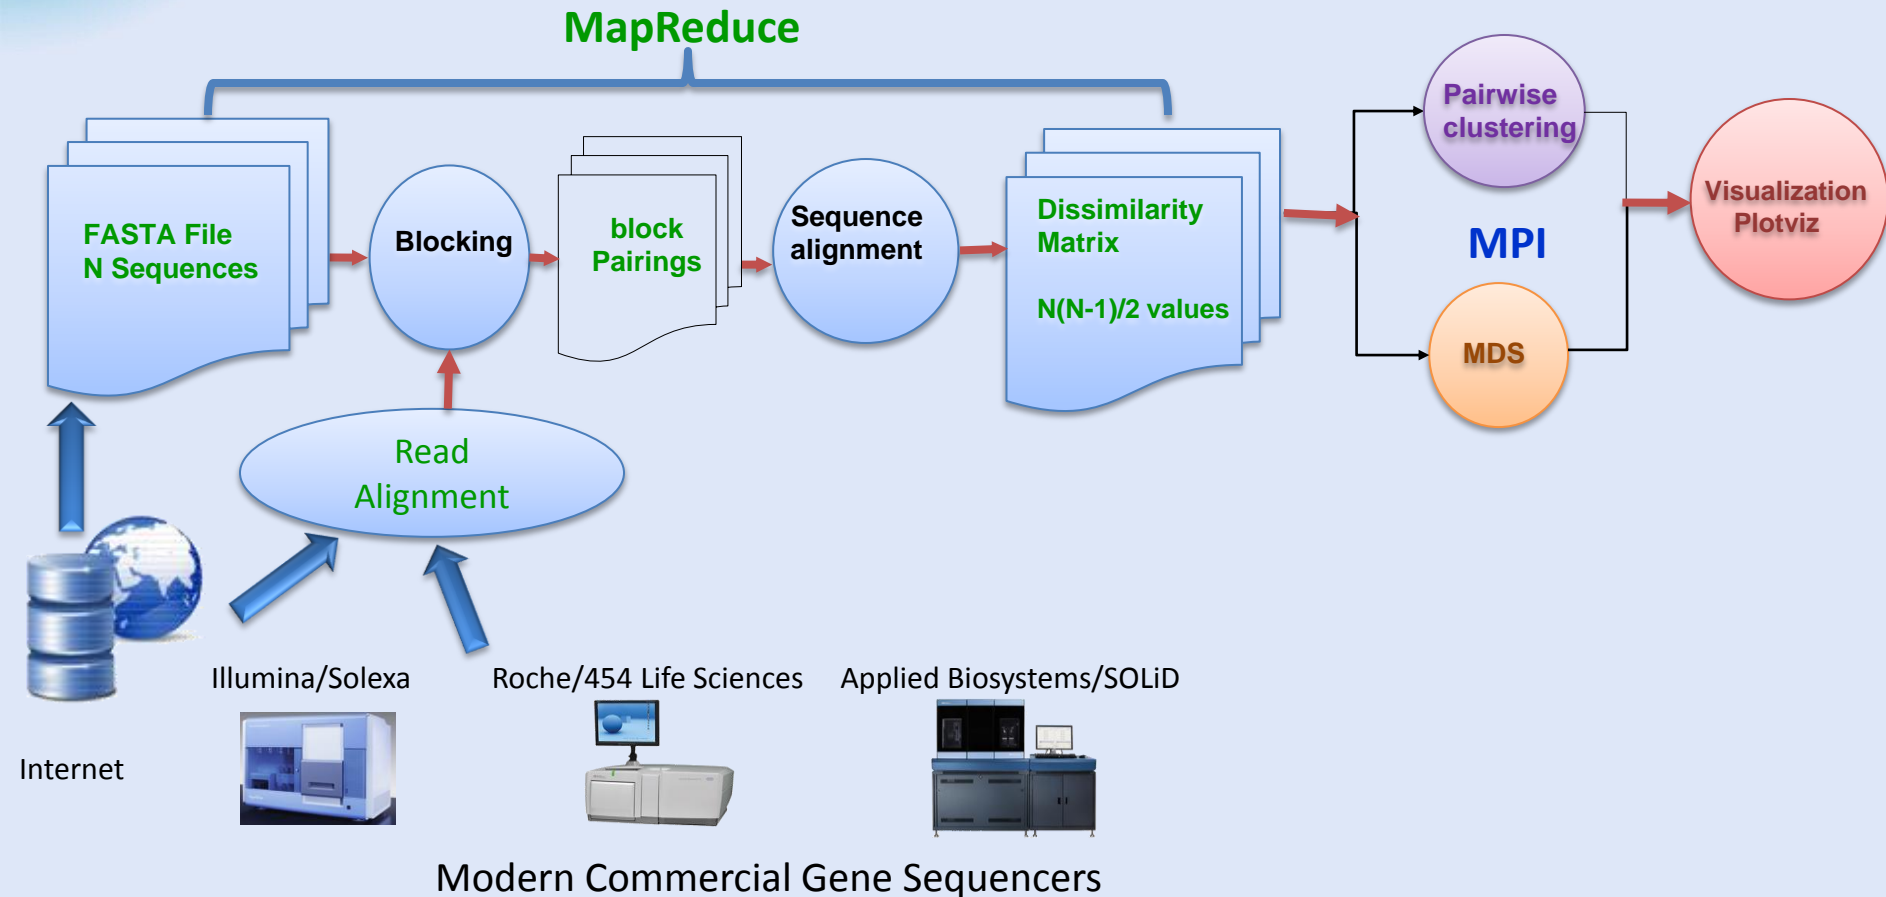 MapReduce
FASTA File
N Sequences
Blocking
block
Pairings
Sequence
alignment
Dissimilarity
Matrix
N(N-1)/2 values
Pairwise
clustering
MPI
MDS
Visualization
Plotviz
Read
Alignment
Internet
Illumina/Solexa
Roche/454 Life Sciences
Applied Biosystems/SOLiD
Modern Commercial Gene Sequencers